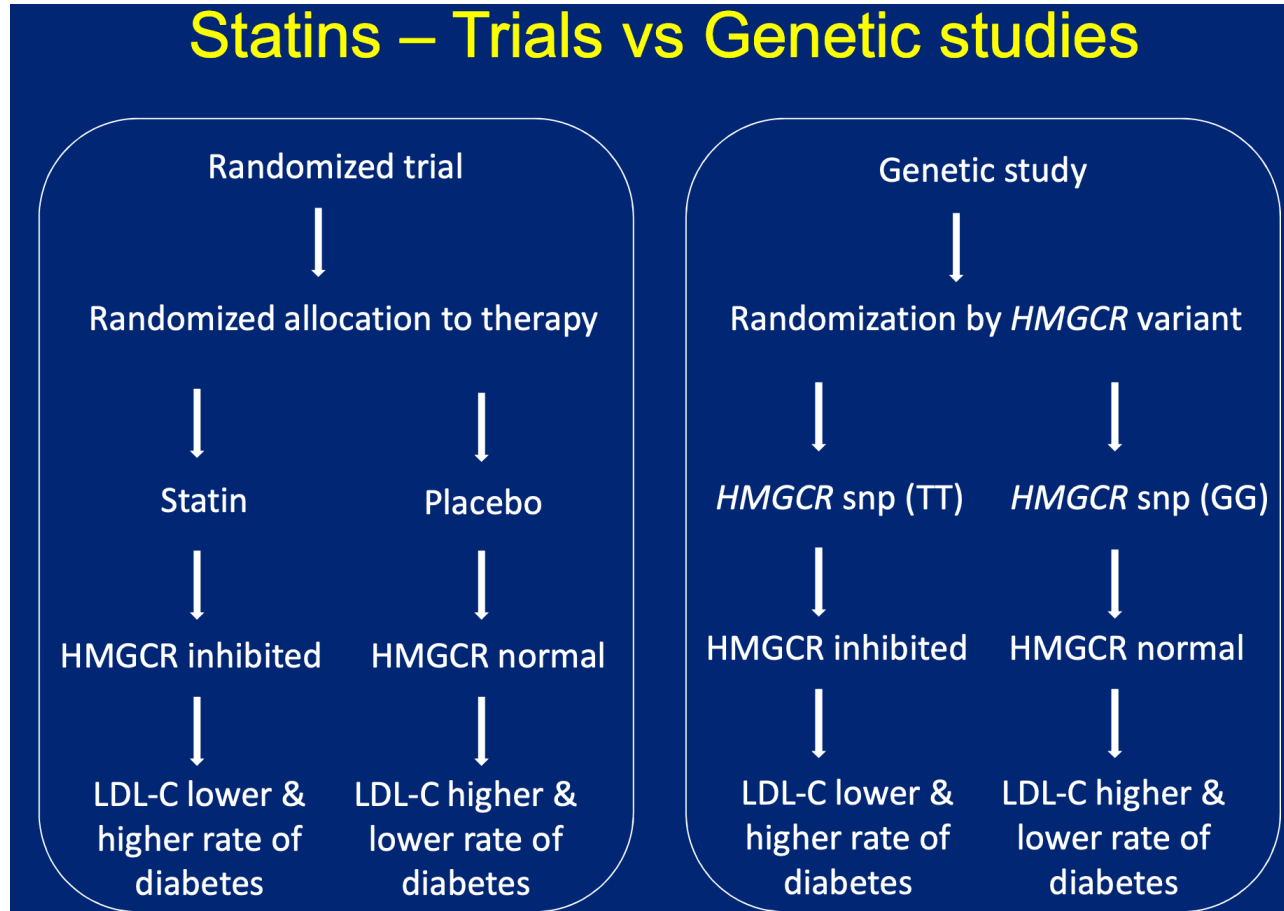 Statins – Trials vs Genetic studies
Randomized trial
Randomized allocation to therapy
Statin
Placebo
HMGCR inhibited
HMGCR normal
LDL-C lower &
higher rate of
diabetes
LDL-C higher &
lower rate of
diabetes
Genetic study
Randomization by HMGCR variant
HMGCR snp (TT)
HMGCR snp (GG)
HMGCR inhibited
HMGCR normal
LDL-C lower &
higher rate of
diabetes
LDL-C higher &
lower rate of
diabetes